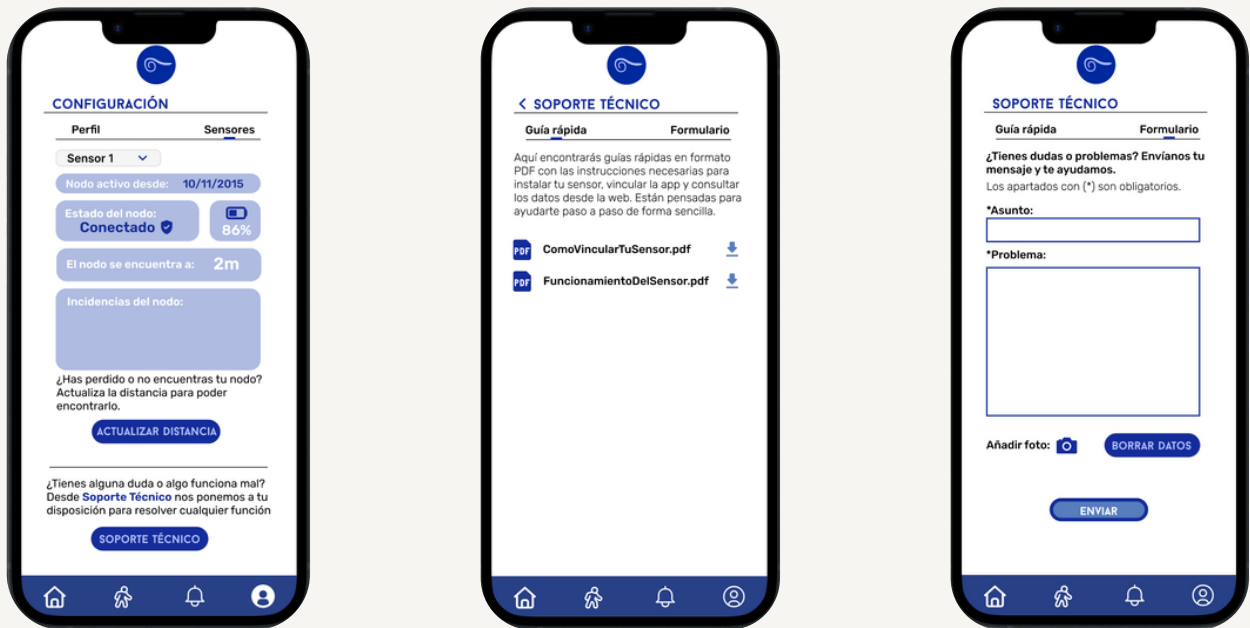 CONFIGURACIÓN
Perfil Sensores
Sensor 1
Nodo activo desde: 10/11/2015
Estado del nodo:
Conectado
86%
El nodo se encuentra a: 2m
Incidencias del nodo:
¿Has perdido o no encuentras tu nodo?
Actualiza la distancia para poder
encontrarlo.
ACTUALIZAR DISTANCIA
¿Tienes alguna duda o algo funciona mal?
Desde Soporte Técnico nos ponemos a tu
disposición para resolver cualquier función
SOPORTE TÉCNICO
SOPORTE TÉCNICO
Guía rápida Formulario
Aquí encontrarás guías rápidas en formato
PDF con las instrucciones necesarias para
instalar tu sensor, vincular la app y consultar
los datos desde la web. Están pensadas para
ayudarte paso a paso de forma sencilla.
PDF ComoVincularTuSensor.pdf
PDF FuncionamientoDelSensor.pdf
SOPORTE TÉCNICO
Guía rápida Formulario
¿Tienes dudas o problemas? Envíanos tu
mensaje y te ayudamos.
Los apartados con (*) son obligatorios.
*Asunto:
*Problema:
Añadir foto:
BORRAR DATOS
ENVIAR